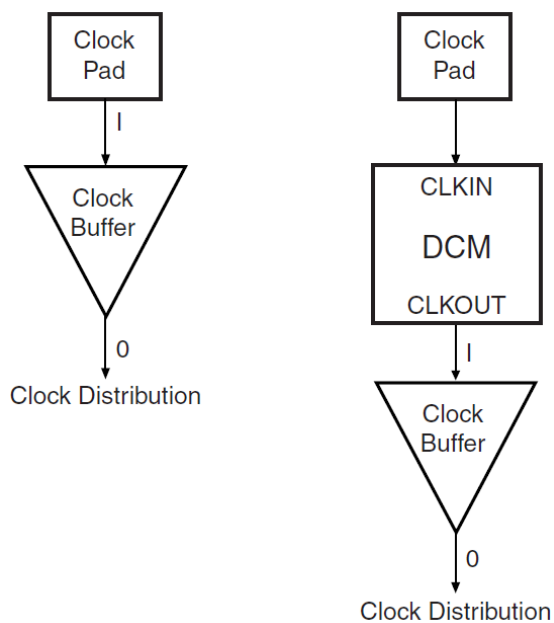 Clock
Pad
I
Clock
Buffer
0
Clock Distribution
Clock
Pad
CLKIN
DCM
CLKOUT
I
Clock
Buffer
0
Clock Distribution